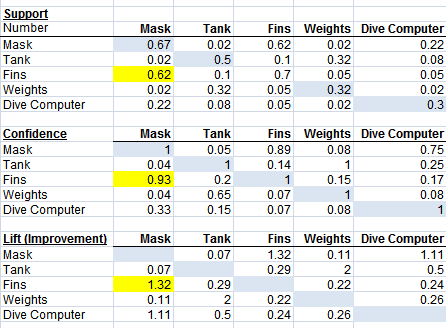 Support
Number Mask Tank Fins Weights Dive Computer
Mask 0.67 0.02 0.62 0.02 0.22
Tank 0.02 0.5 0.1 0.32 0.08
Fins 0.62 0.1 0.7 0.05 0.05
Weights 0.02 0.32 0.05 0.32 0.02
Dive Computer 0.22 0.08 0.05 0.02 0.3
Confidence Mask Tank Fins Weights Dive Computer
Mask 1 0.05 0.89 0.08 0.75
Tank 0.04 1 0.14 1 0.25
Fins 0.93 0.2 1 0.15 0.17
Weights 0.04 0.65 0.07 1 0.08
Dive Computer 0.33 0.15 0.07 0.08 1
Lift (Improvement) Mask Tank Fins Weights Dive Computer
Mask 0.07 1.32 0.11 1.11
Tank 0.07 0.29 2 0.5
Fins 1.32 0.29 0.22 0.24
Weights 0.11 2 0.22 0.26
Dive Computer 1.11 0.5 0.24 0.26